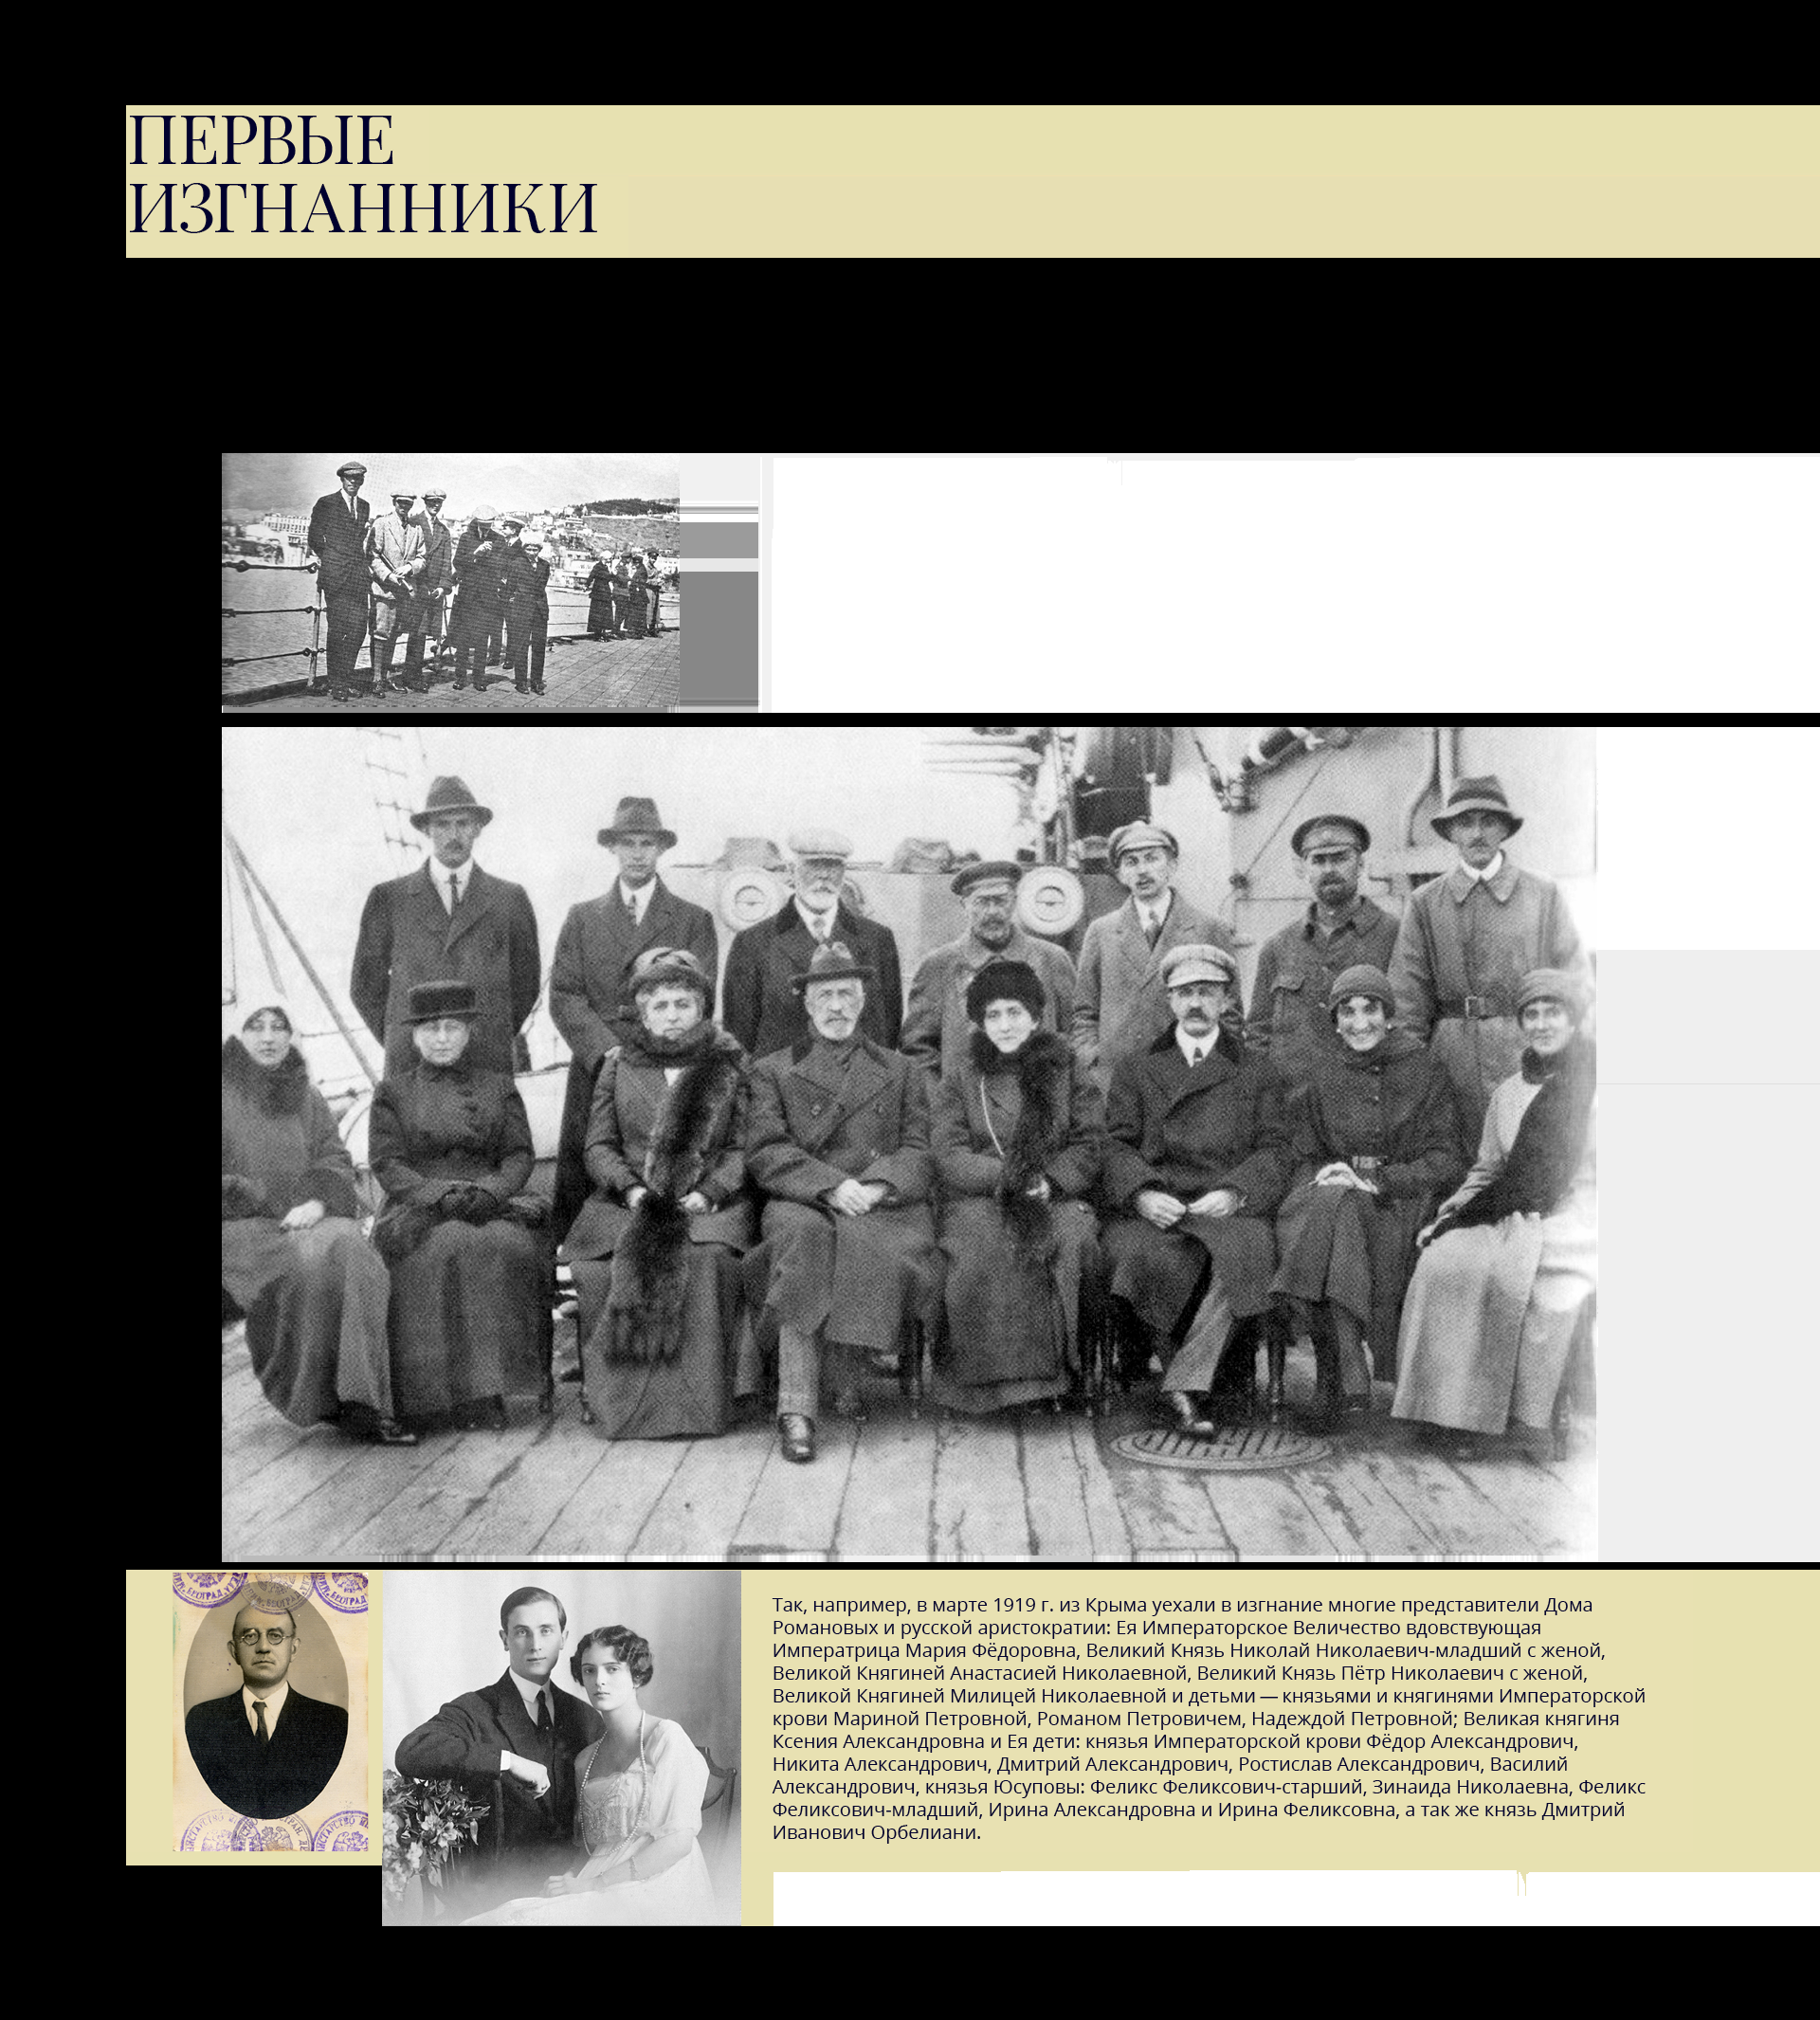 ПЕРВЫЕ
ИЗГНАННИКИ
БЕОГРАД
Так, например, в марте 1919 г. из Крыма уехали в изгнание многие представители Дома
Романовых и русской аристократии: Ея Императорское Величество вдовствующая
Императрица Мария Фёдоровна, Великий Князь Николай Николаевич-младший с женой,
Великой Княгиней Анастасией Николаевной, Великий Князь Пётр Николаевич с женой,
Великой Княгиней Милицей Николаевной и детьми — князьями и княгинями Императорской
крови Мариной Петровной, Романом Петровичем, Надеждой Петровной; Великая княгиня
Ксения Александровна и Ея дети: князья Императорской крови Фёдор Александрович,
Никита Александрович, Дмитрий Александрович, Ростислав Александрович, Василий
Александрович, князья Юсуповы: Феликс Феликсович-старший, Зинаида Николаевна, Феликс
Феликсович-младший, Ирина Александровна и Ирина Феликсовна, а так же князь Дмитрий
Иванович Орбелиани.